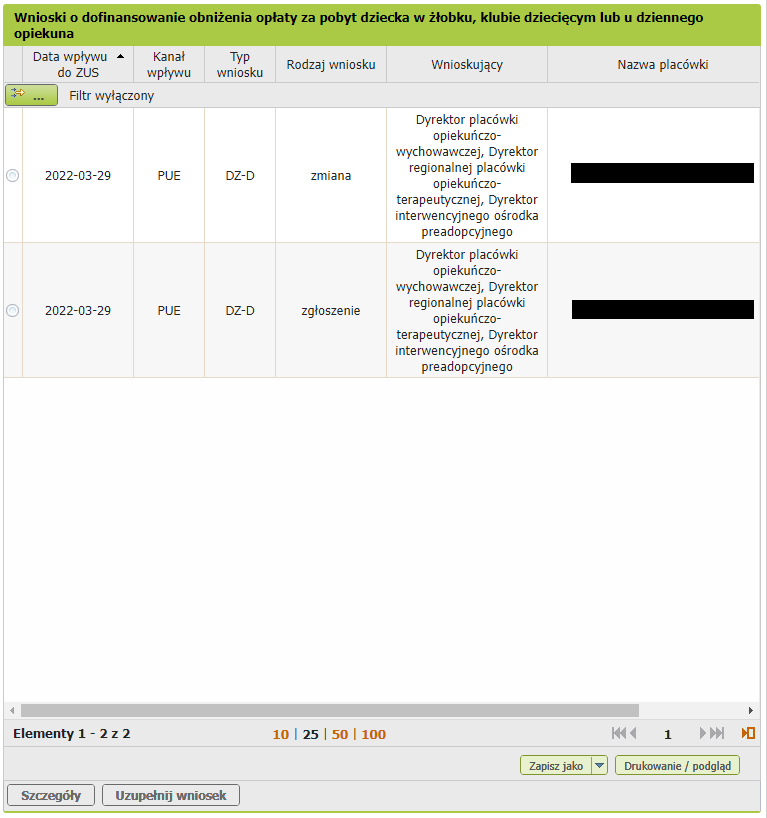 Wnioski o dofinansowanie obniżenia opłaty za pobyt dziecka w żłobku, klubie dziecięcym lub u dziennego
opiekuna
Data wpływu
do ZUS
Kanał
wpływu
Typ
wniosku
Rodzaj wniosku
Wnioskujący
Nazwa placówki
...
Filtr wyłączony
2022-03-29
PUE
DZ-D
zmiana
Dyrektor placówki
opiekuńczo-
wychowawczej, Dyrektor
regionalnej placówki
opiekuńczo-
terapeutycznej, Dyrektor
interwencyjnego ośrodka
preadopcyjnego
2022-03-29
PUE
DZ-D
zgłoszenie
Dyrektor placówki
opiekuńczo-
wychowawczej, Dyrektor
regionalnej placówki
opiekuńczo-
terapeutycznej, Dyrektor
interwencyjnego ośrodka
preadopcyjnego
Elementy 1 - 2 z 2
10 | 25 | 50 | 100
1
Zapisz jako
Drukowanie / podgląd
Szczegóły
Uzupełnij wniosek